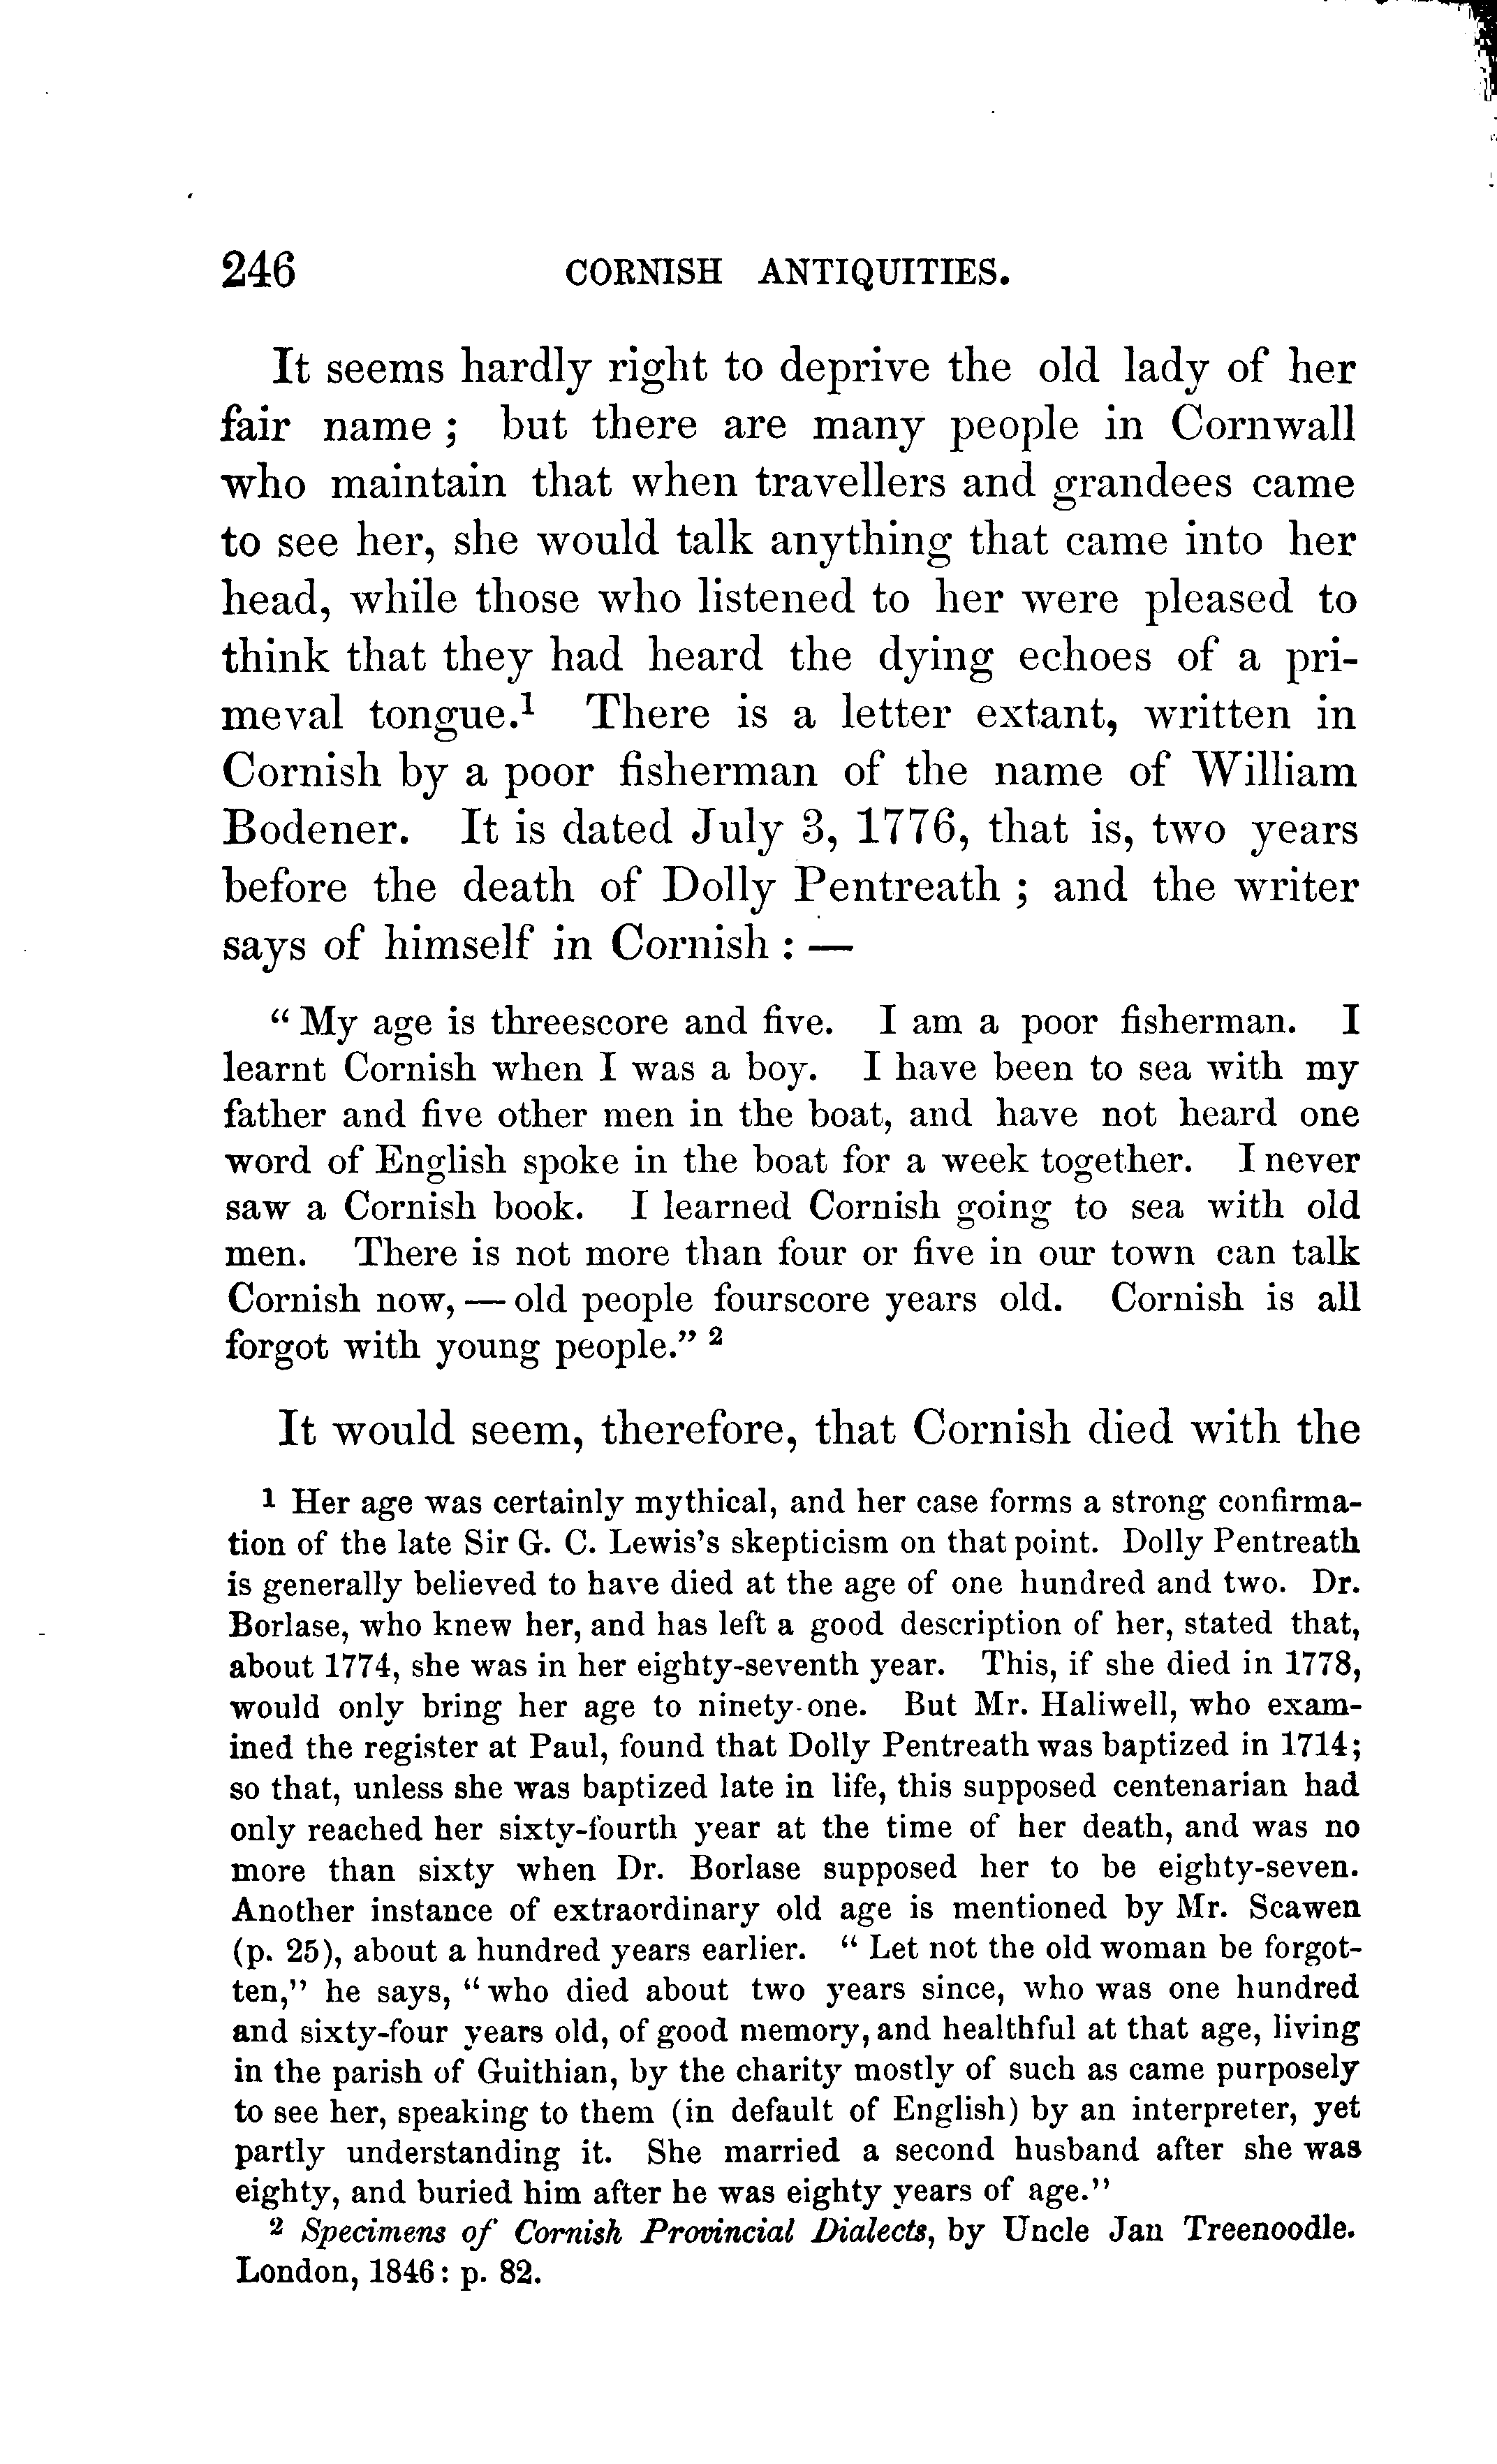 246 CORNISH ANTIQUITIES.
It seems hardly right to deprive the old lady of her
fair name ; but there are many people in Cornwall
who maintain that when travellers and grandees came
to see her, she would talk anything that came into her
head, while those who listened to her were pleased to
think that they had heard the dying echoes of a pri-
meval tongue.¹ There is a letter extant, written in
Cornish by a poor fisherman of the name of William
Bodener. It is dated July 3, 1776, that is, two years
before the death of Dolly Pentreath ; and the writer
says of himself in Cornish : —
“ My age is threescore and five. I am a poor fisherman. I
learnt Cornish when I was a boy. I have been to sea with my
father and five other men in the boat, and have not heard one
word of English spoke in the boat for a week together. I never
saw a Cornish book. I learned Cornish going to sea with old
men. There is not more than four or five in our town can talk
Cornish now, — old people fourscore years old. Cornish is all
forgot with young people.” ²
It would seem, therefore, that Cornish died with the
¹ Her age was certainly mythical, and her case forms a strong confirma-
tion of the late Sir G. C. Lewis’s skepticism on that point. Dolly Pentreath
is generally believed to have died at the age of one hundred and two. Dr.
Borlase, who knew her, and has left a good description of her, stated that,
about 1774, she was in her eighty-seventh year. This, if she died in 1778,
would only bring her age to ninety-one. But Mr. Haliwell, who exam-
ined the register at Paul, found that Dolly Pentreath was baptized in 1714;
so that, unless she was baptized late in life, this supposed centenarian had
only reached her sixty-fourth year at the time of her death, and was no
more than sixty when Dr. Borlase supposed her to be eighty-seven.
Another instance of extraordinary old age is mentioned by Mr. Scawen
(p. 25), about a hundred years earlier. “ Let not the old woman be forgot-
ten,” he says, “ who died about two years since, who was one hundred
and sixty-four years old, of good memory, and healthful at that age, living
in the parish of Guithian, by the charity mostly of such as came purposely
to see her, speaking to them (in default of English) by an interpreter, yet
partly understanding it. She married a second husband after she was
eighty, and buried him after he was eighty years of age.”
² Specimens of Cornish Provincial Dialects, by Uncle Jan Treenoodle.
London, 1846 : p. 82.